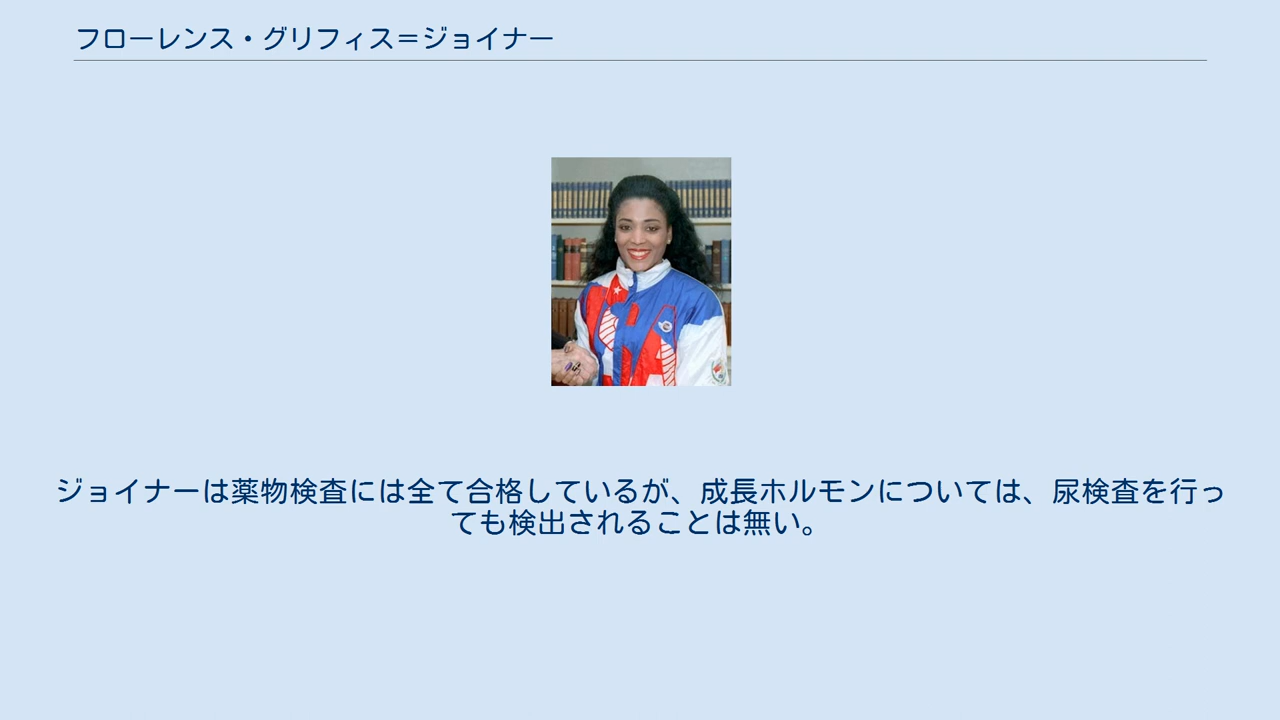 フローレンス・グリフィス＝ジョイナー
ジョイナーは薬物検査には全て合格しているが、成長ホルモンについては、尿検査を行っ
ても検出されることは無い。